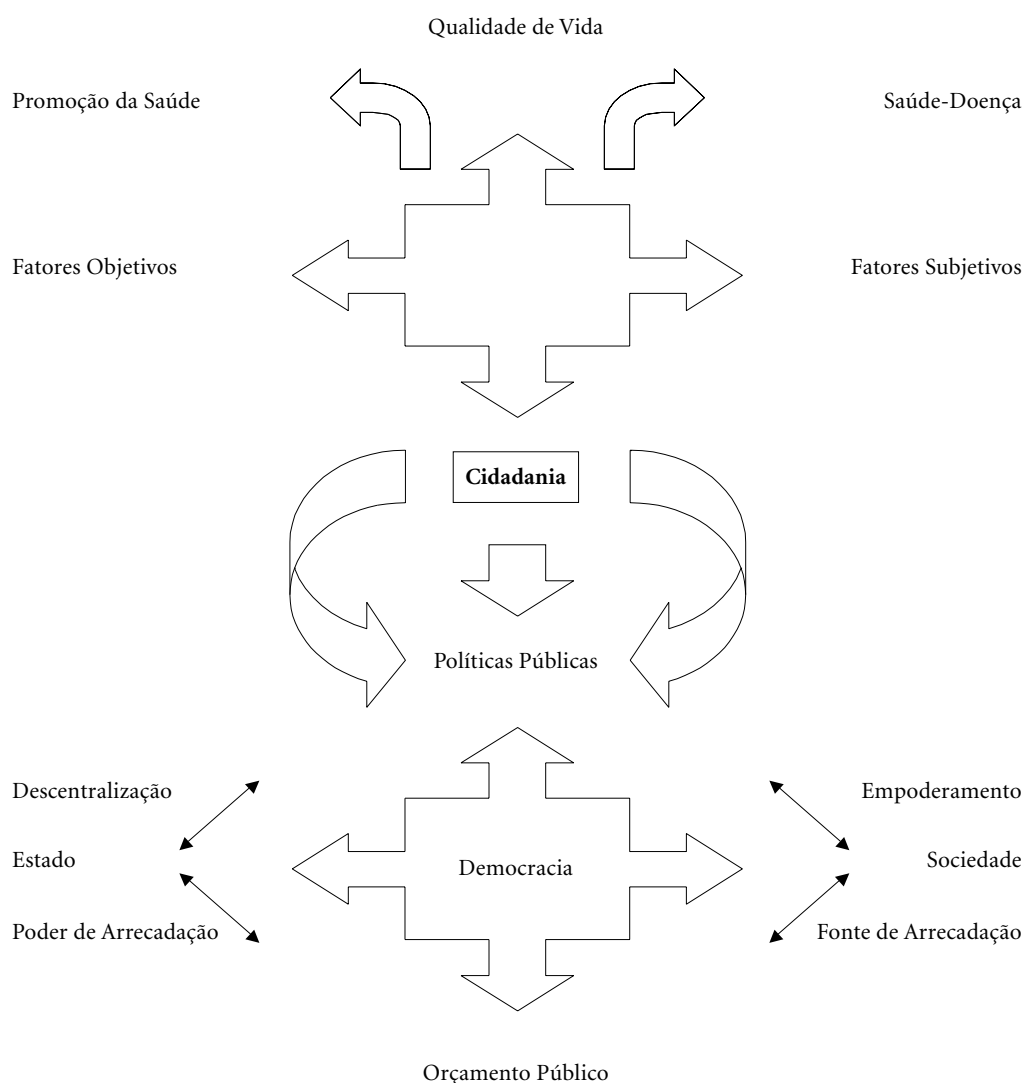 Qualidade de Vida
Promoção da Saúde
Saúde-Doença
Fatores Objetivos
Fatores Subjetivos
Cidadania
Políticas Públicas
Descentralização
Empoderamento
Estado
Democracia
Sociedade
Poder de Arrecadação
Fonte de Arrecadação
Orçamento Público